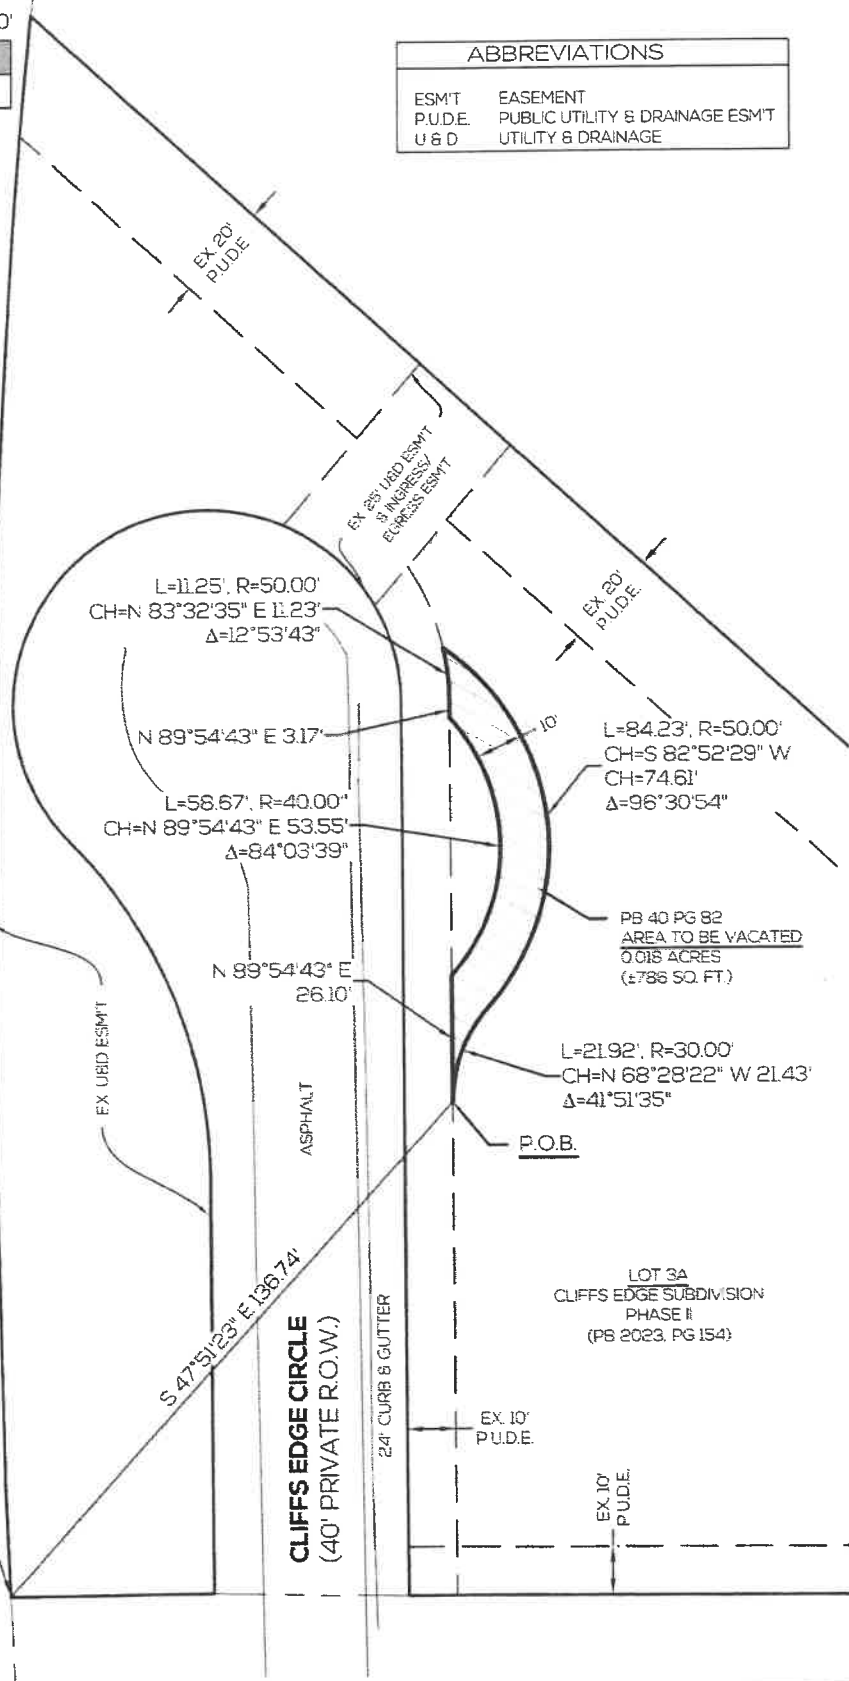 0'
ABBREVIATIONS
ESM'T EASEMENT
P.U.D.E. PUBLIC UTILITY & DRAINAGE ESM'T
U & D UTILITY & DRAINAGE
EX. 20'
P.U.D.E
EX 25' U&D ESM'T
& INGRESS/
EGRESS ESM'T
EX. 20'
P.U.D.E.
L=11.25', R=50.00'
CH=N 83°32'35" E 11.23'
Δ=12°53'43"
N 89°54'43" E 3.17'
10'
L=84.23', R=50.00'
CH=S 82°52'29" W
CH=74.61'
Δ=96°30'54"
L=58.67', R=40.00"
CH=N 89°54'43" E 53.55'
Δ=84°03'39"
PB 40 PG 82
AREA TO BE VACATED
0.018 ACRES
(±786 SQ. FT.)
N 89°54'43" E
26.10'
EX U&D ESM'T
ASPHALT
L=21.92', R=30.00'
CH=N 68°28'22" W 21.43'
Δ=41°51'35"
P.O.B.
S 47°51'23" E 136.74'
LOT 3A
CLIFFS EDGE SUBDIVISION
PHASE II
(PB 2023, PG 154)
CLIFFS EDGE CIRCLE
(40' PRIVATE R.O.W.)
24' CURB & GUTTER
EX. 10'
P.U.D.E.
EX. 10'
P.U.D.E.